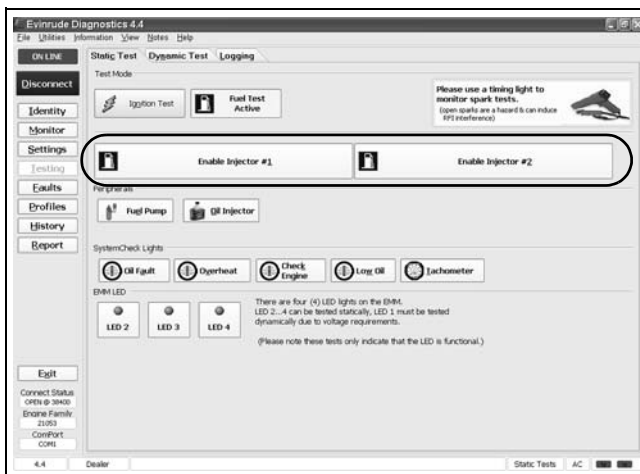 Evinrude Diagnostics 4.4
File Utilities Information View Notes Help
ON LINE
Disconnect
Identity
Monitor
Settings
Testing
Faults
Profiles
History
Report
Exit
Connect Status
OPEN @ 38400
Engine Family
21053
ComPort
COM1
Static Test Dynamic Test Logging
Test Mode
Ignition Test
Fuel Test
Active
Please use a timing light to
monitor spark tests.
(open sparks are a hazard & can induce
RFI interference)
Enable Injector #1
Enable Injector #2
Peripherals
Fuel Pump
Oil Injector
SystemCheck Lights
Oil Fault
Overheat
Check
Engine
Low Oil
Tachometer
EMM LED
LED 2
LED 3
LED 4
There are four (4) LED lights on the EMM.
LED 2...4 can be tested statically, LED 1 must be tested
dynamically due to voltage requirements.
(Please note these tests only indicate that the LED is functional.)
4.4 Dealer Static Tests AC